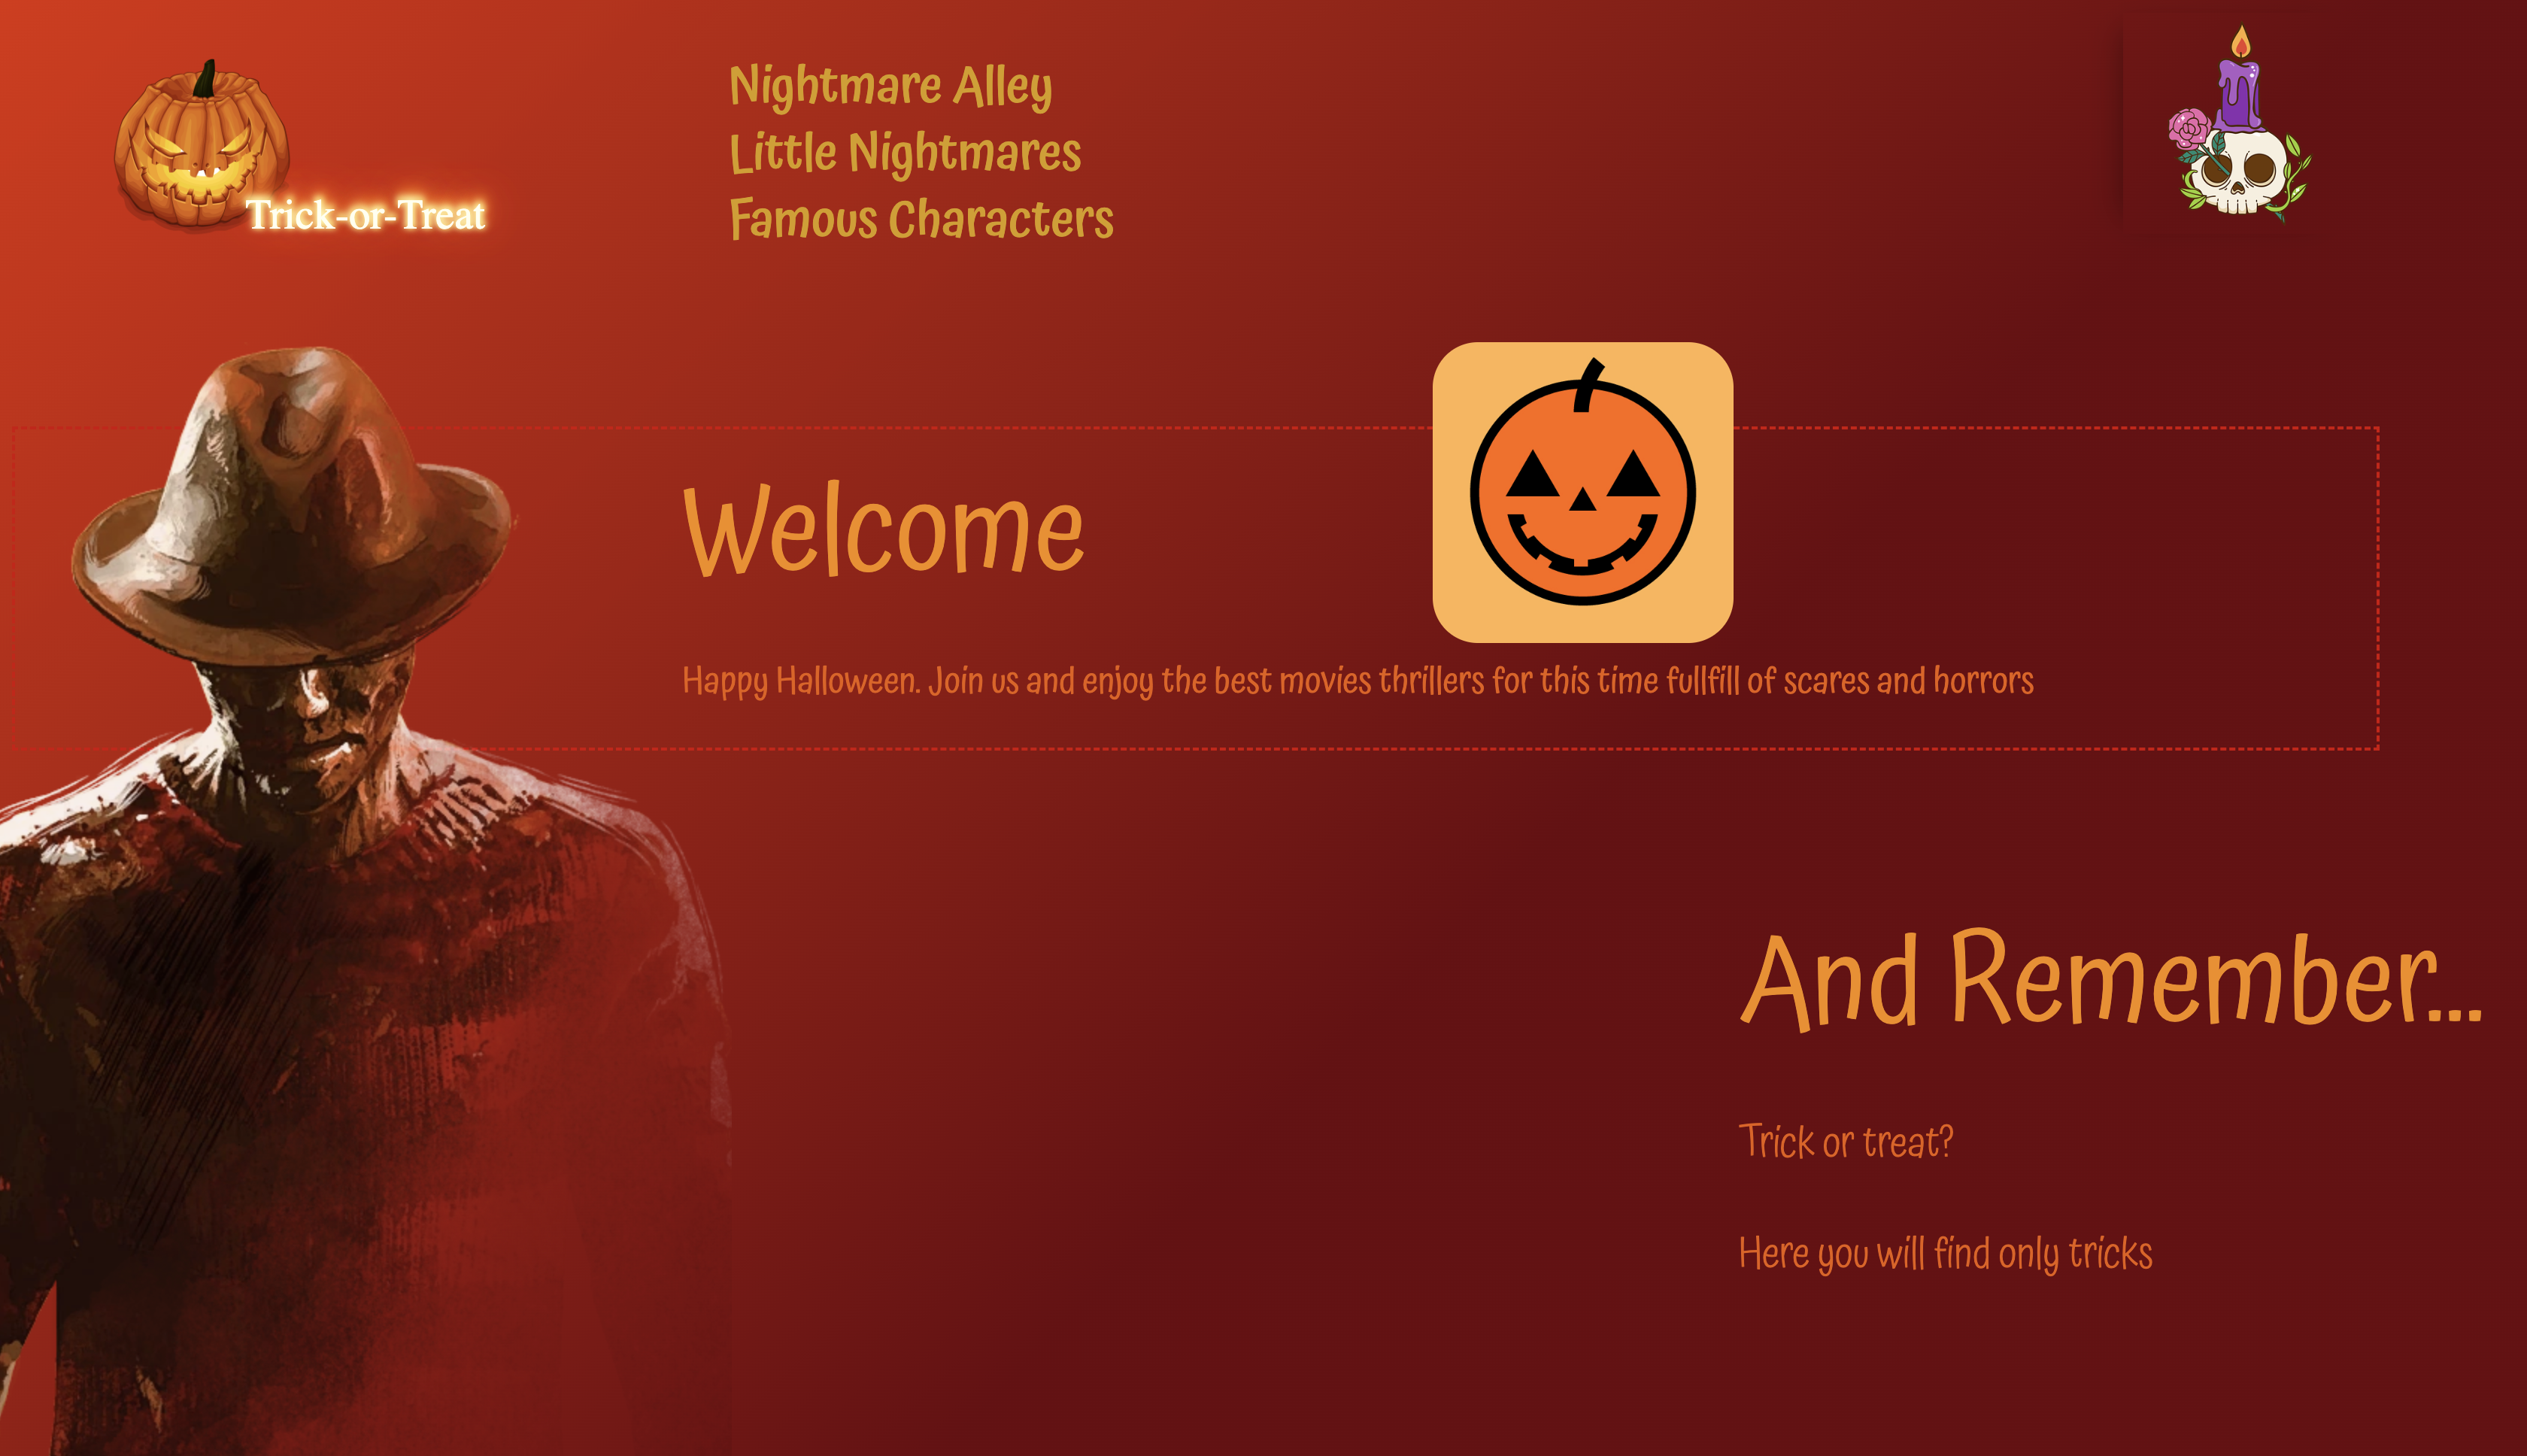 Trick-or-Treat
Nightmare Alley
Little Nightmares
Famous Characters
Welcome
Happy Halloween. Join us and enjoy the best movies thrillers for this time fullfill of scares and horrors
And Remember...
Trick or treat?
Here you will find only tricks